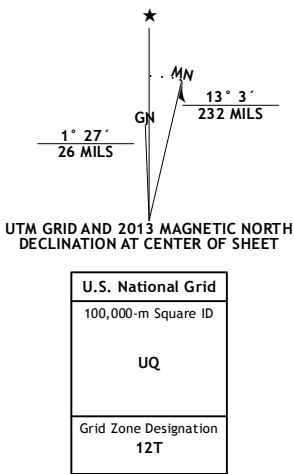 ★
MN
GN
13° 3´
232 MILS
1° 27´
26 MILS
UTM GRID AND 2013 MAGNETIC NORTH
DECLINATION AT CENTER OF SHEET
U.S. National Grid
100,000-m Square ID
UQ
Grid Zone Designation
12T